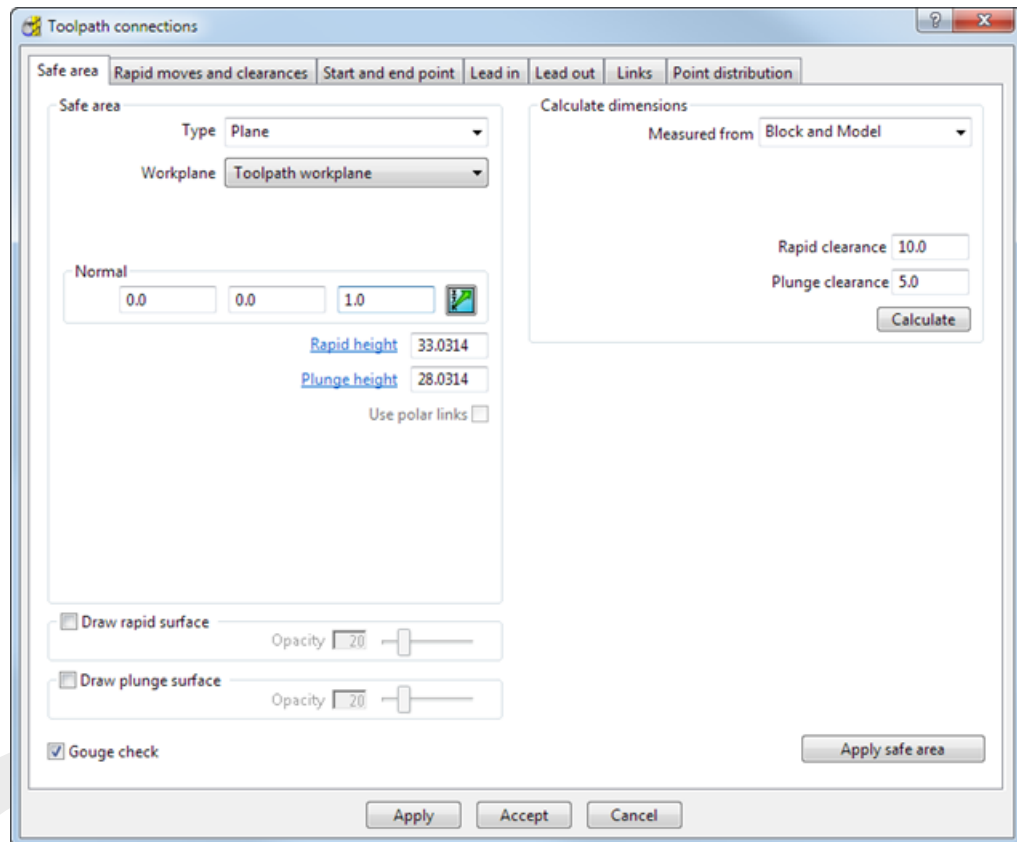 Toolpath connections
Safe area Rapid moves and clearances Start and end point Lead in Lead out Links Point distribution
Safe area
Type Plane
Workplane Toolpath workplane
Normal
0.0 0.0 1.0
Rapid height 33.0314
Plunge height 28.0314
Use polar links
Draw rapid surface
Opacity 20
Draw plunge surface
Opacity 20
Gouge check
Calculate dimensions
Measured from Block and Model
Rapid clearance 10.0
Plunge clearance 5.0
Calculate
Apply safe area
Apply Accept Cancel